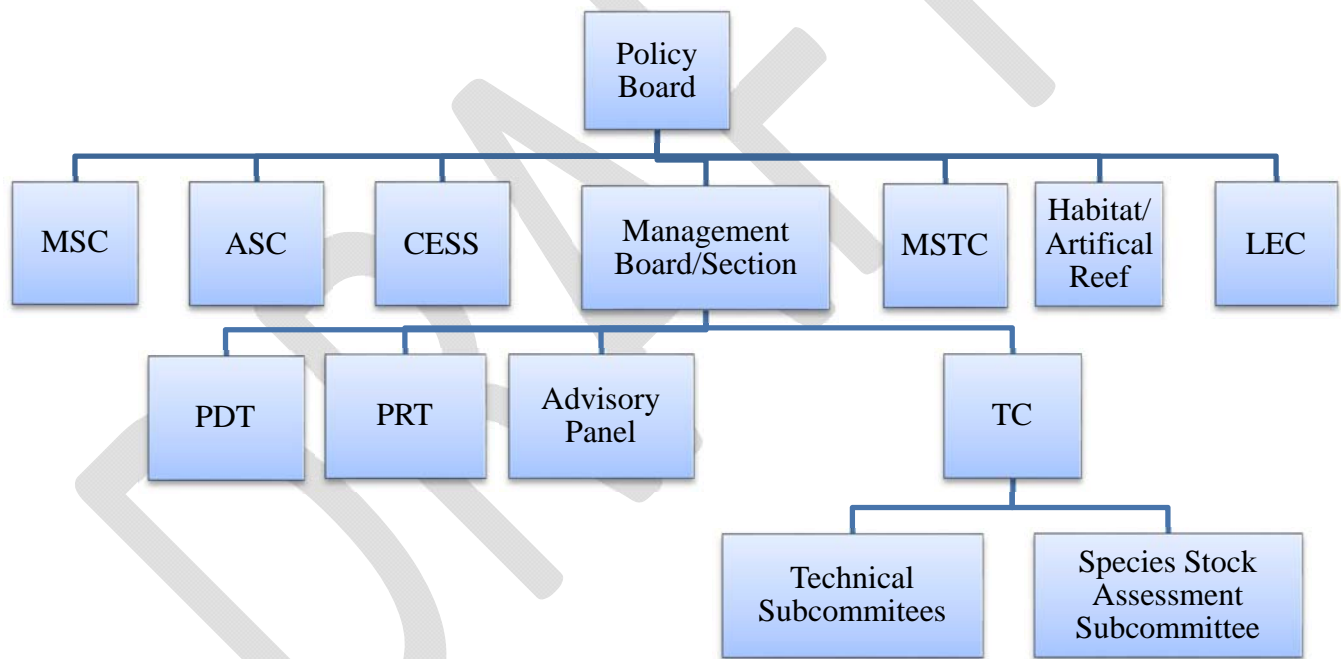 Policy
Board
MSC
ASC
CESS
Management
Board/Section
MSTC
Habitat/
Artifical
Reef
LEC
PDT
PRT
Advisory
Panel
TC
Technical
Subcommitees
Species Stock
Assessment
Subcommittee
DRAFT